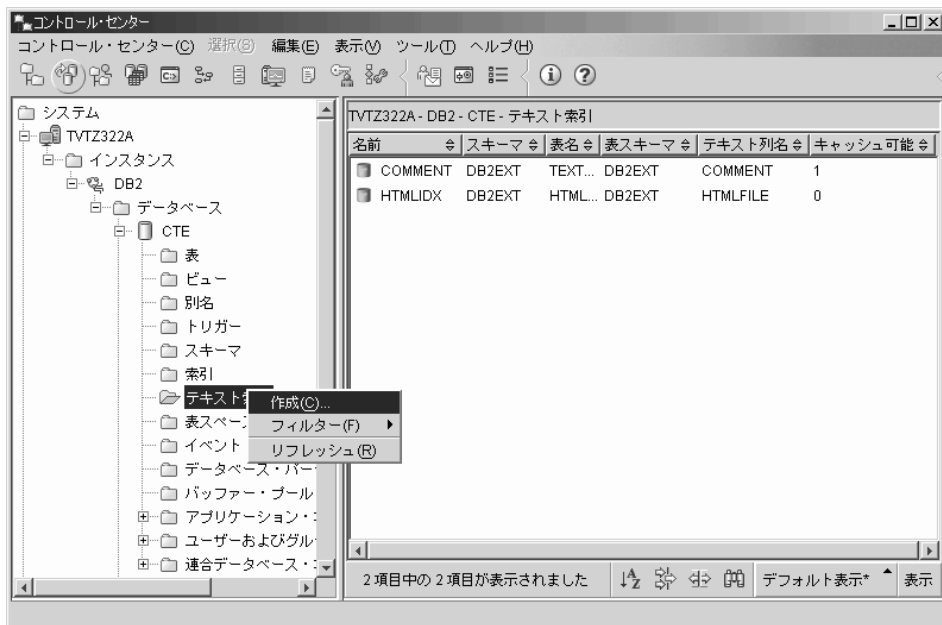 コントロール・センター
コントロール・センター(C) 選択(S) 編集(E) 表示(V) ツール(T) ヘルプ(H)
システム
TVTZ322A
インスタンス
DB2
データベース
CTE
表
ビュー
別名
トリガー
スキーマ
索引
テキスト
表スペー
イベント
データベース・パー
バッファー・プール
アプリケーション・
ユーザーおよびグル
連合データベース・
作成(C)...
フィルター(F)
リフレッシュ(R)
TVTZ322A - DB2 - CTE - テキスト索引
名前 スキーマ 表名 表スキーマ テキスト列名 キャッシュ可能
COMMENT DB2EXT TEXT... DB2EXT COMMENT 1
HTMLIDX DB2EXT HTML... DB2EXT HTMLFILE 0
2項目中の2項目が表示されました デフォルト表示* 表示